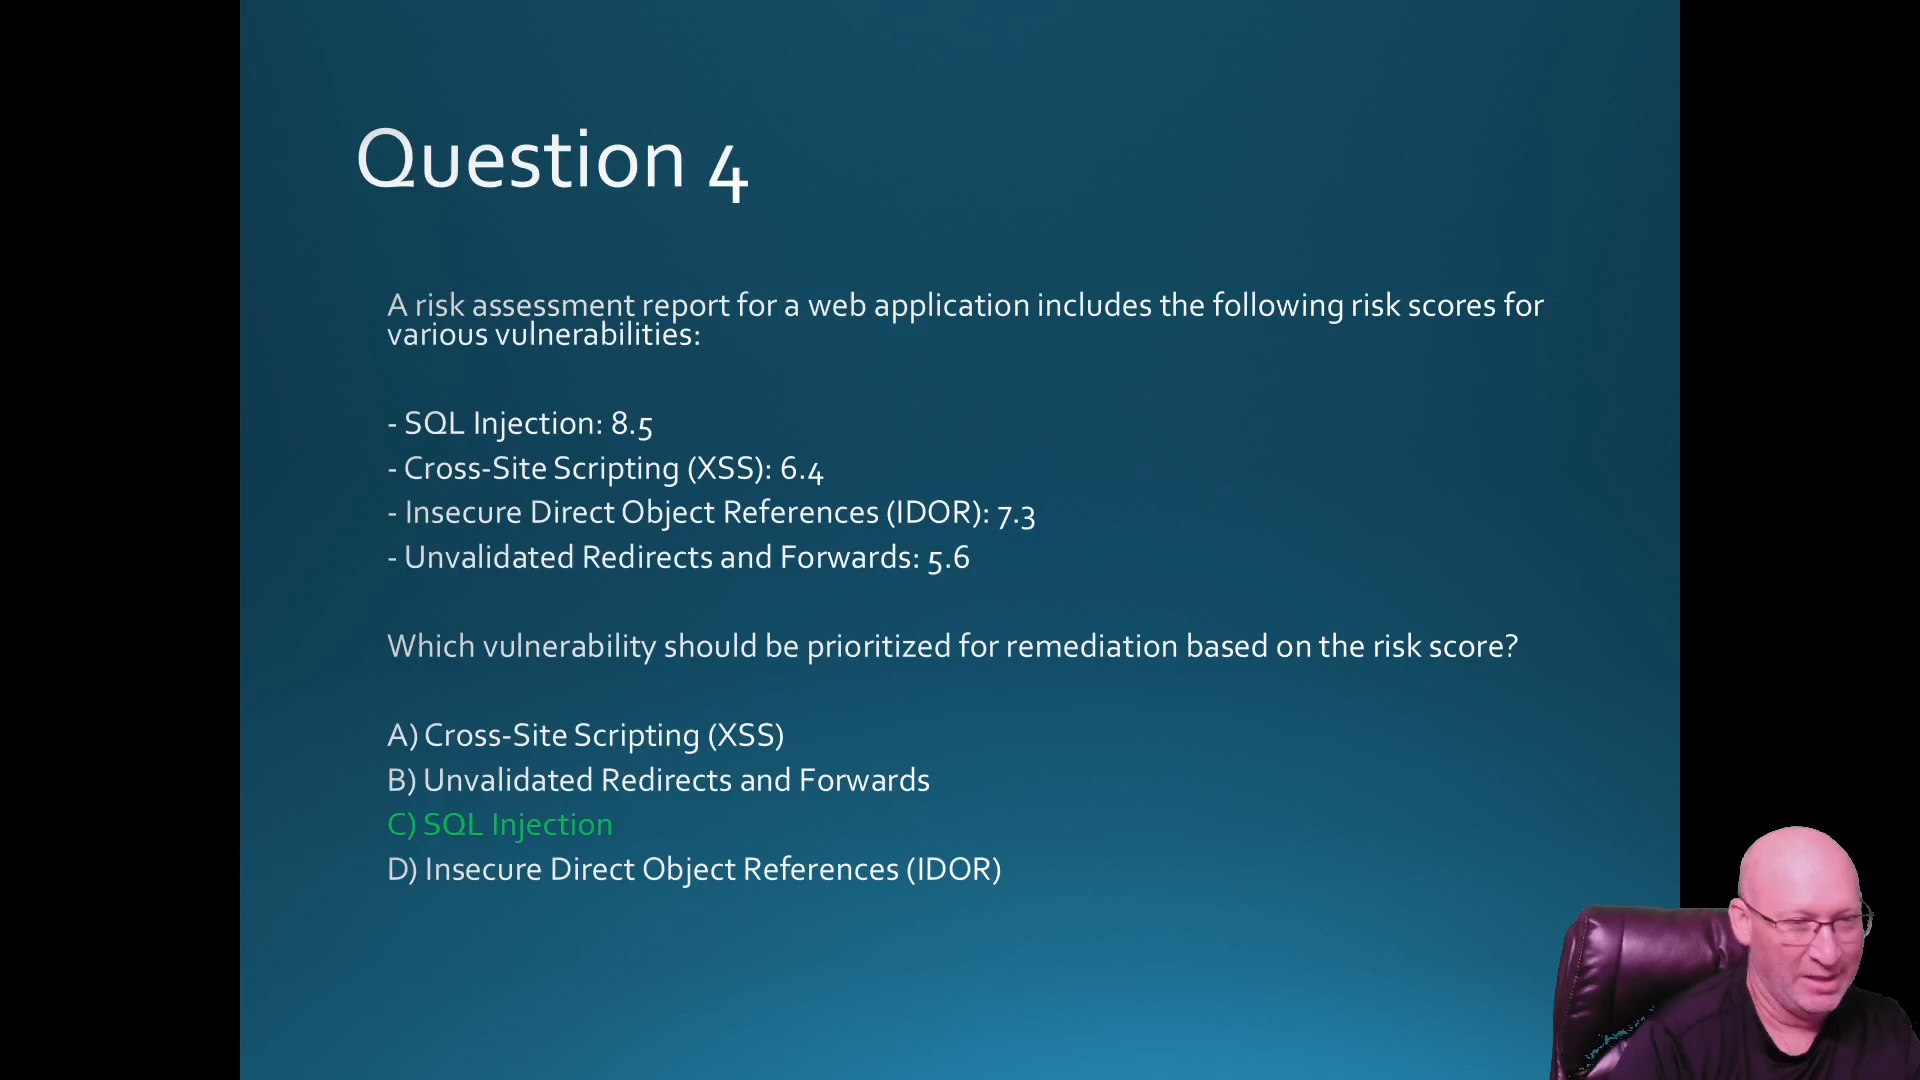 Question 4
A risk assessment report for a web application includes the following risk scores for
various vulnerabilities:
- SQL Injection: 8.5
- Cross-Site Scripting (XSS): 6.4
- Insecure Direct Object References (IDOR): 7.3
- Unvalidated Redirects and Forwards: 5.6
Which vulnerability should be prioritized for remediation based on the risk score?
A) Cross-Site Scripting (XSS)
B) Unvalidated Redirects and Forwards
C) SQL Injection
D) Insecure Direct Object References (IDOR)